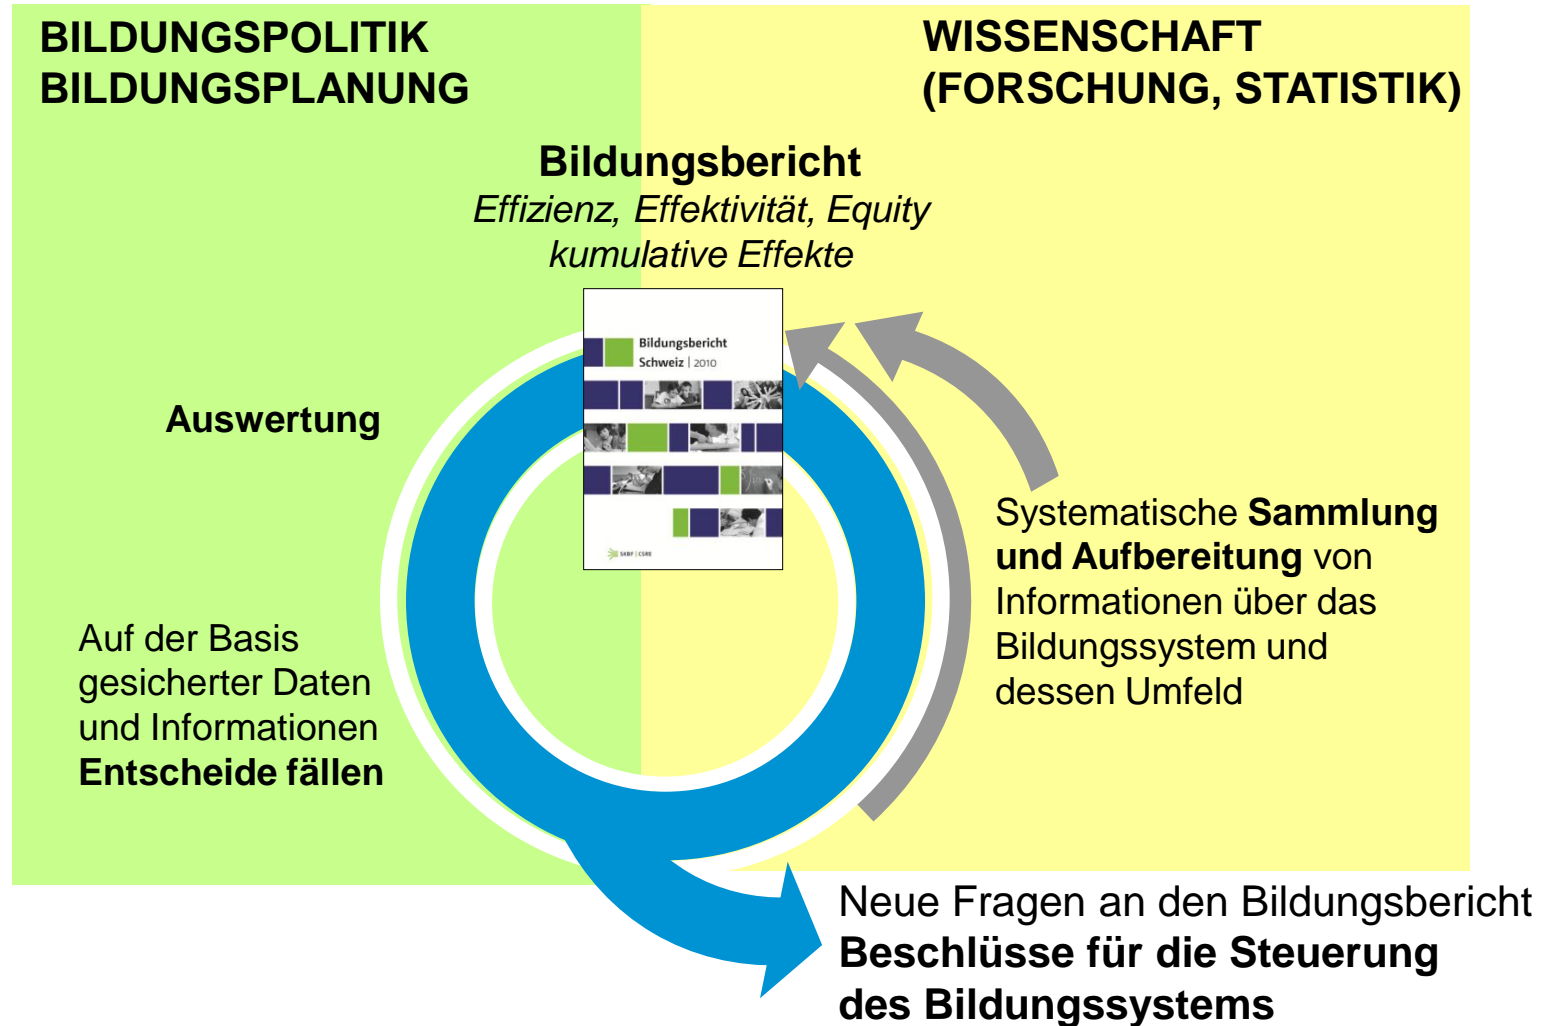 BILDUNGSPOLITIK
BILDUNGSPLANUNG
WISSENSCHAFT
(FORSCHUNG, STATISTIK)
Bildungsbericht
Effizienz, Effektivität, Equity
kumulative Effekte
Bildungsbericht
Schweiz | 2010
SKBF | CSRE
Auswertung
Auf der Basis
gesicherter Daten
und Informationen
Entscheide fällen
Systematische Sammlung
und Aufbereitung von
Informationen über das
Bildungssystem und
dessen Umfeld
Neue Fragen an den Bildungsbericht
Beschlüsse für die Steuerung
des Bildungssystems